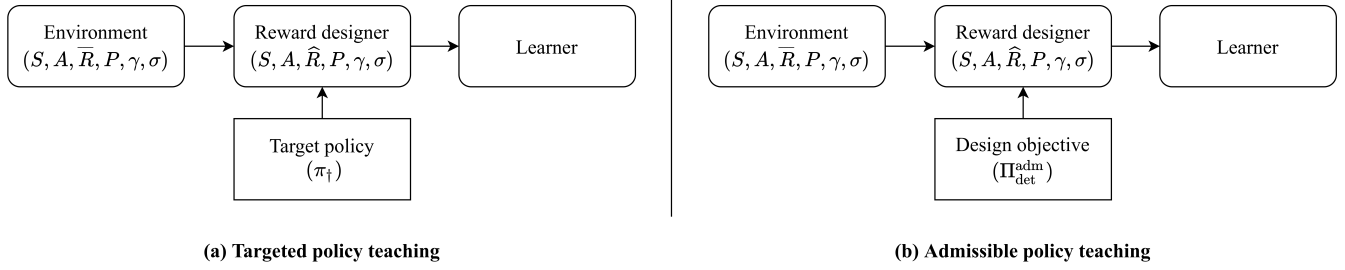 Environment
(S, A, R̅, P, γ, σ)
Reward designer
(S, A, R̂, P, γ, σ)
Learner
Target policy
(π†)
(a) Targeted policy teaching
Environment
(S, A, R̅, P, γ, σ)
Reward designer
(S, A, R̂, P, γ, σ)
Learner
Design objective
(Π^adm_det)
(b) Admissible policy teaching